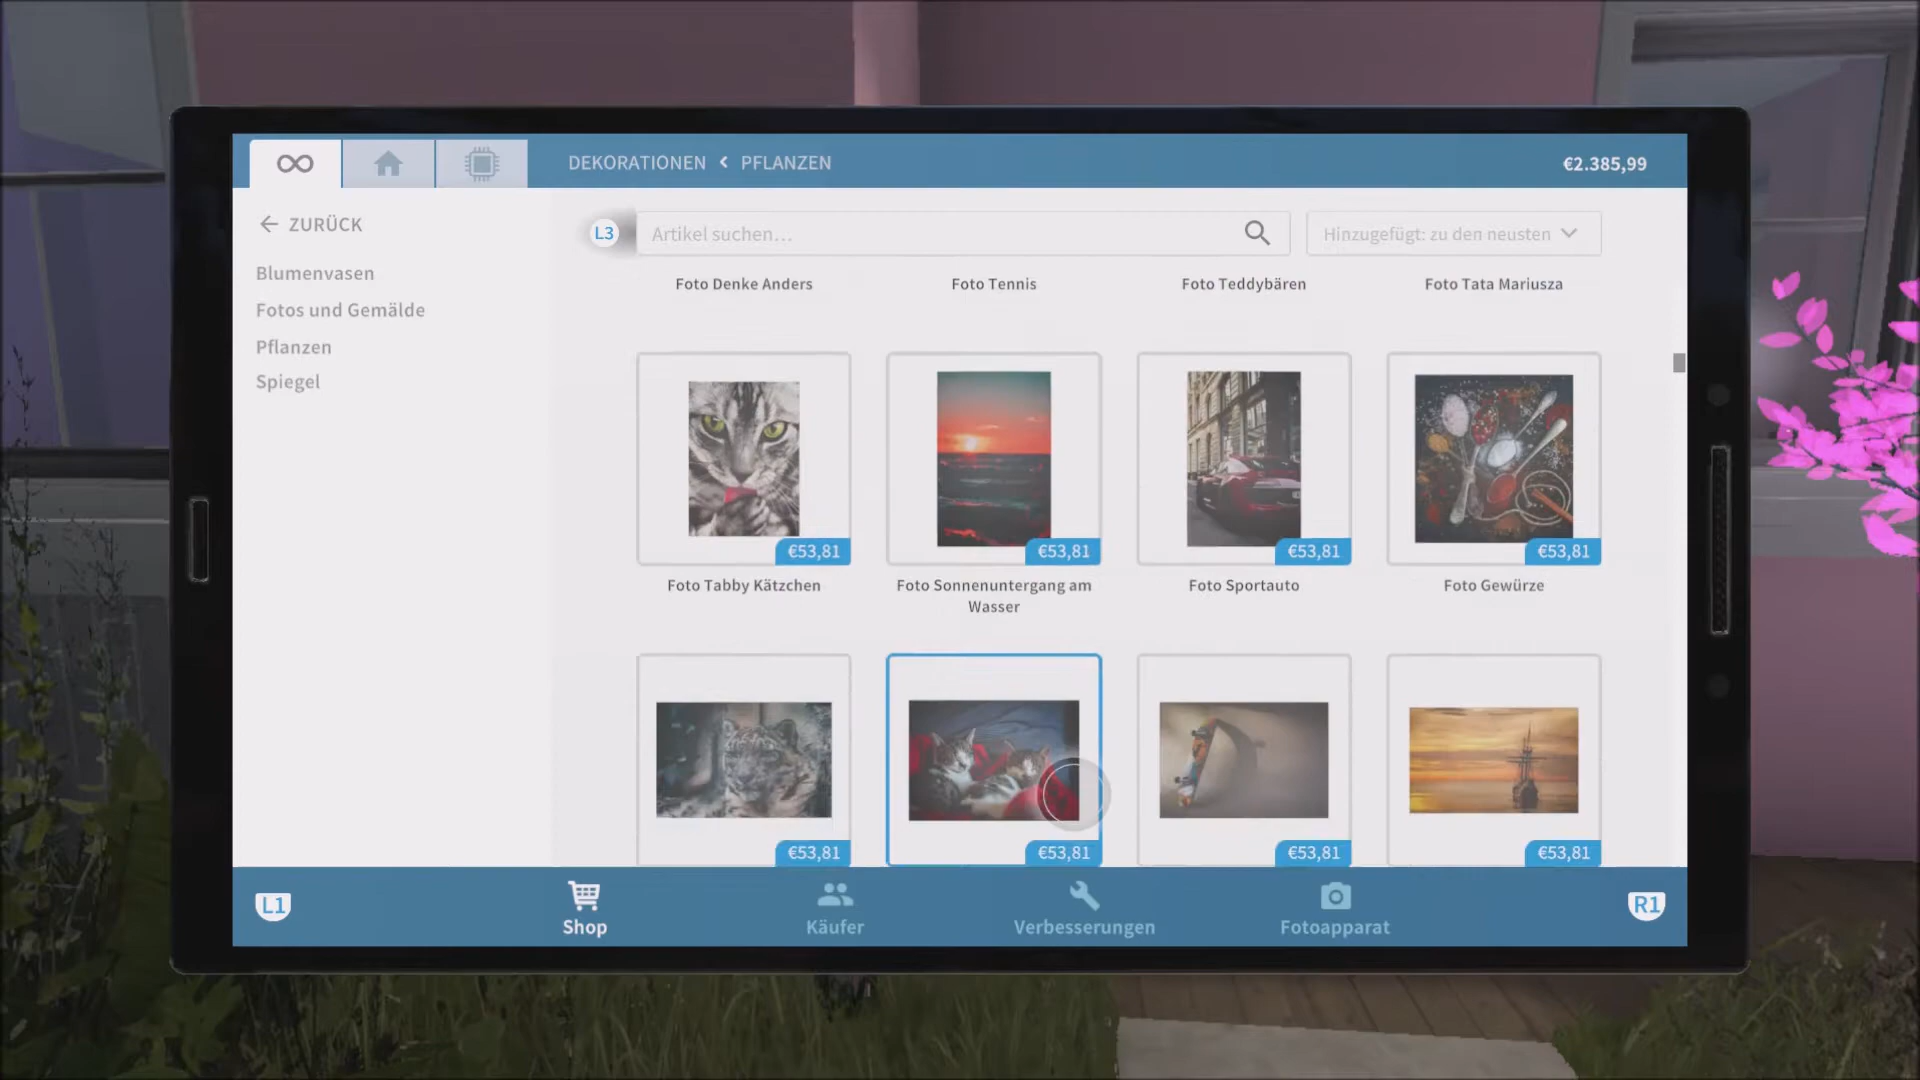 DEKORATIONEN < PFLANZEN
€2.385,99
ZURÜCK
Blumenvasen
Fotos und Gemälde
Pflanzen
Spiegel
L3
Artikel suchen...
Hinzugefügt: zu den neusten
Foto Denke Anders
Foto Tennis
Foto Teddybären
Foto Tata Mariusza
€53,81
€53,81
€53,81
€53,81
Foto Tabby Kätzchen
Foto Sonnenuntergang am
Wasser
Foto Sportauto
Foto Gewürze
€53,81
€53,81
€53,81
€53,81
L1
Shop
Käufer
Verbesserungen
Fotoapparat
R1